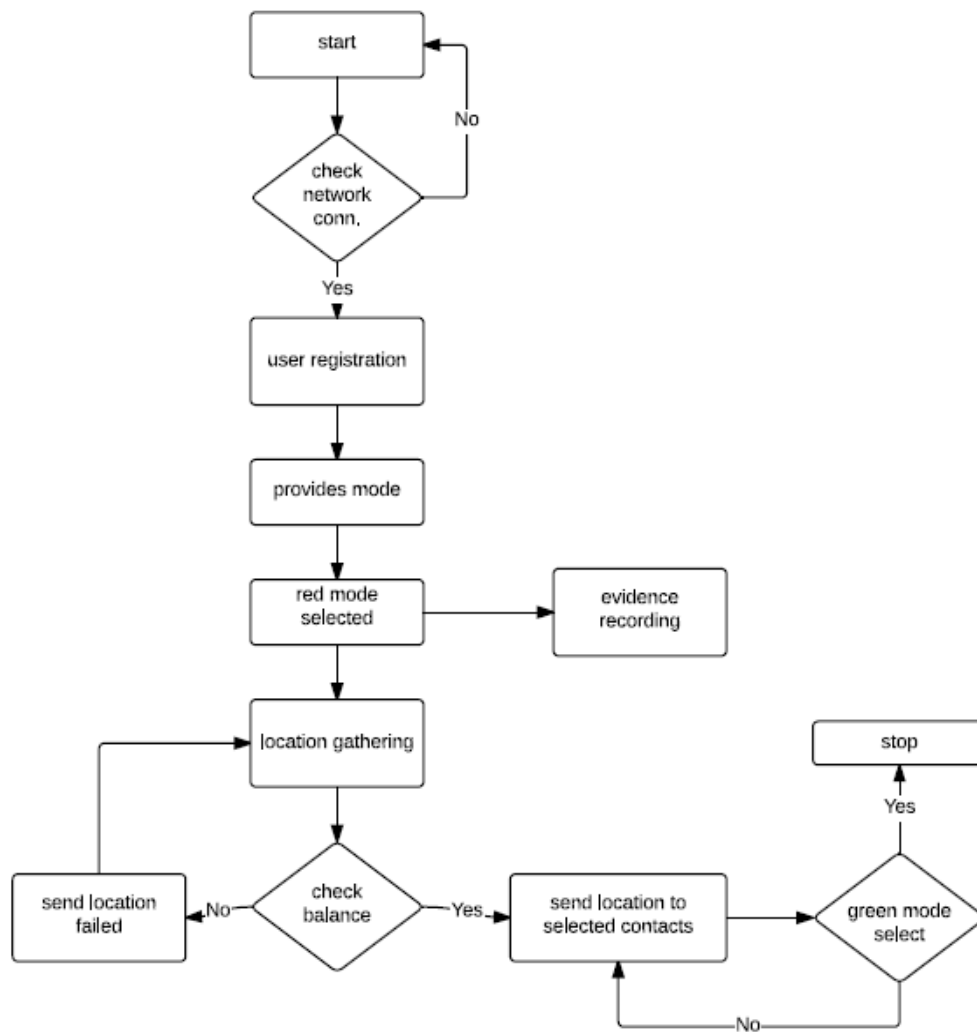 start
No
check
network
conn.
Yes
user registration
provides mode
red mode
selected
evidence
recording
location gathering
stop
Yes
send location
failed
No
check
balance
Yes
send location to
selected contacts
green mode
select
No